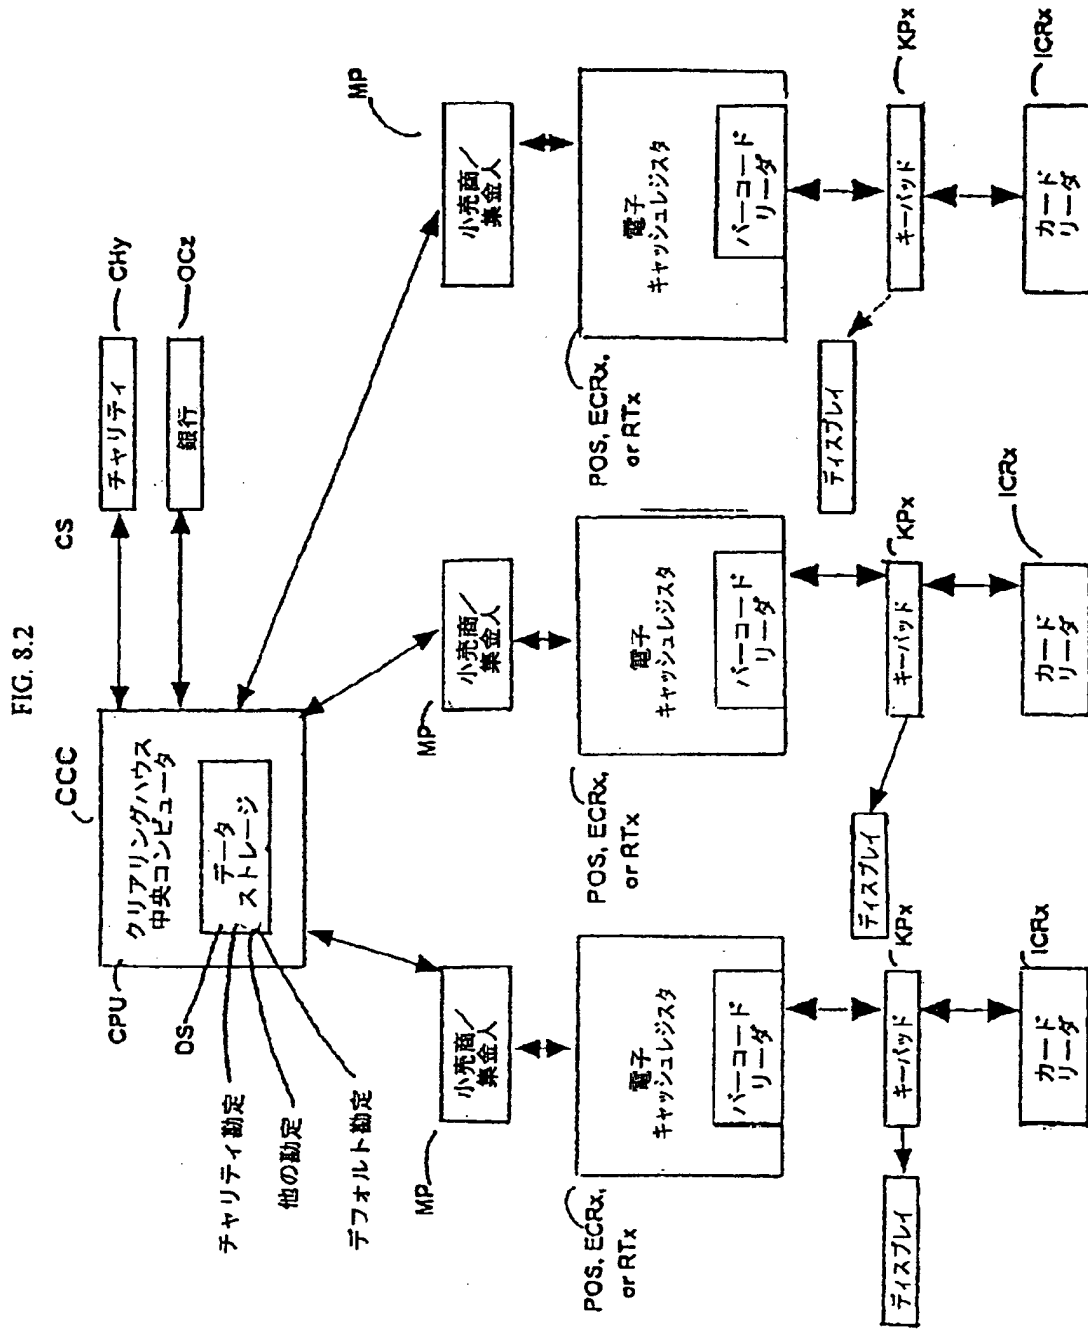 FIG. 8.2
CS
CCC
CPU
クリアリングハウス
中央コンピュータ
データ
ストレージ
DS
チャリティ勘定
他の勘定
デフォルト勘定
チャリティ
CHy
銀行
OCz
MP
小売商／
集金人
MP
小売商／
集金人
MP
小売商／
集金人
POS, ECRx,
or RTx
電子
キャッシュレジスタ
バーコード
リーダ
POS, ECRx,
or RTx
電子
キャッシュレジスタ
バーコード
リーダ
POS, ECRx,
or RTx
電子
キャッシュレジスタ
バーコード
リーダ
ディスプレイ
キーパッド
KPx
ディスプレイ
キーパッド
KPx
ディスプレイ
キーパッド
KPx
カード
リーダ
ICRx
カード
リーダ
ICRx
カード
リーダ
ICRx